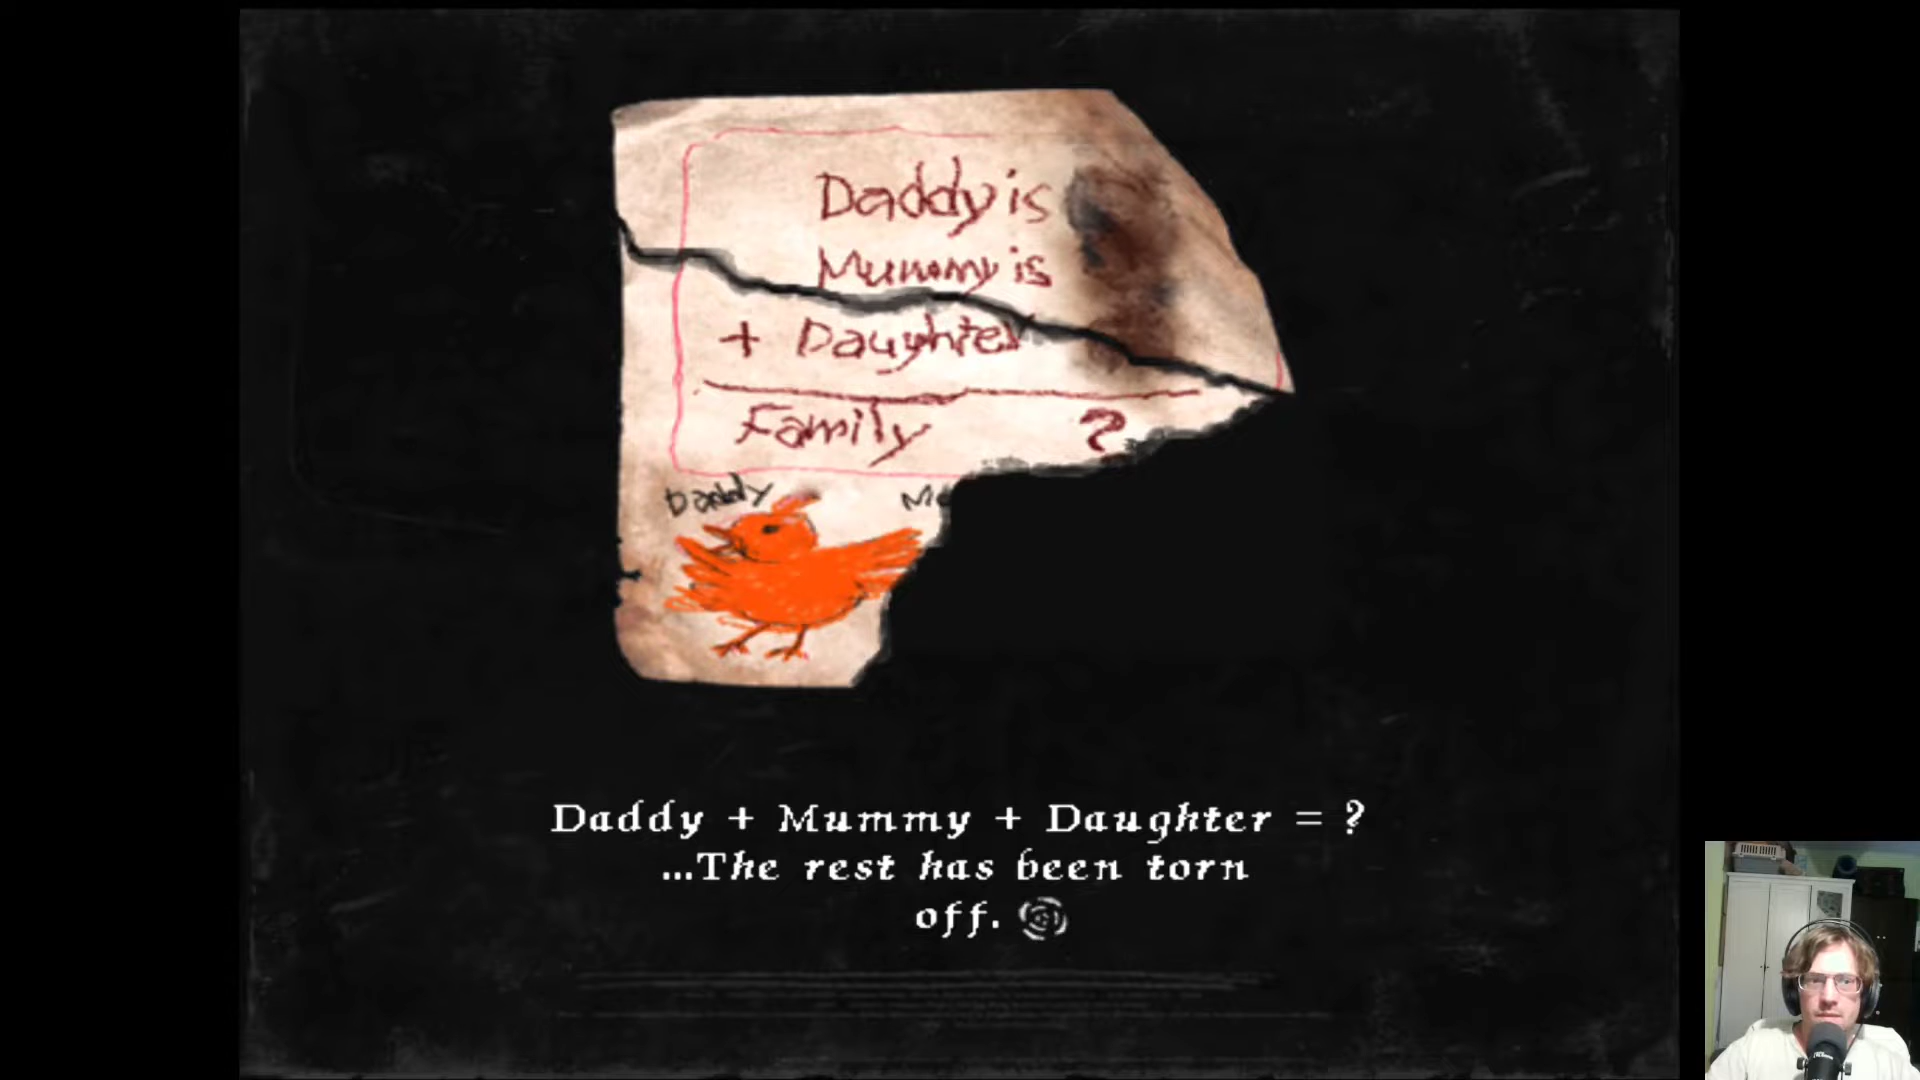 Daddy is
Mummy is
+ Daughter
Family ?
Daddy
Daddy + Mummy + Daughter = ?
...The rest has been torn
off.